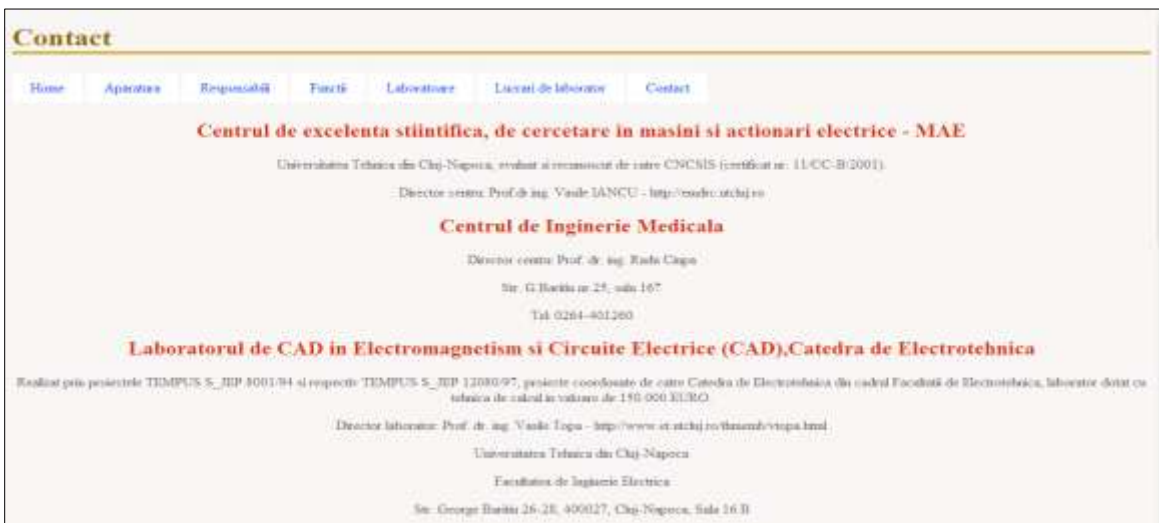 Contact
Home Aparatura Responsabili Functii Laboratoare Lucrari de laborator Contact
Centrul de excelenta stiintifica, de cercetare in masini si actionari electrice - MAE
Universitatea Tehnica din Cluj-Napoca, evaluat si recunoscut de catre CNCSIS (certificat nr. 11/CC-B/2001)
Director centru: Prof.dr.ing. Vasile IANCU -
Centrul de Inginerie Medicala
Director centru: Prof. dr. ing. Radu Ciupa
Str. G.Baritiu nr.25, sala 167
Tel: 0264-401260
Laboratorul de CAD in Electromagnetism si Circuite Electrice (CAD),Catedra de Electrotehnica
Realizat prin proiectele TEMPUS S_JEP 8001/94 si respectiv TEMPUS S_JEP 12080/97, proiecte coordonate de catre Catedra de Electrotehnica din cadrul Facultatii de Electrotehnica, laborator dotat cu
tehnica de calcul in valoare de 150.000 EURO
Director laborator: Prof. dr. ing. Vasile Topa -
Universitatea Tehnica din Cluj-Napoca
Facultatea de Inginerie Electrica
Str. George Baritiu 26-28, 400027, Cluj-Napoca, Sala 16 B